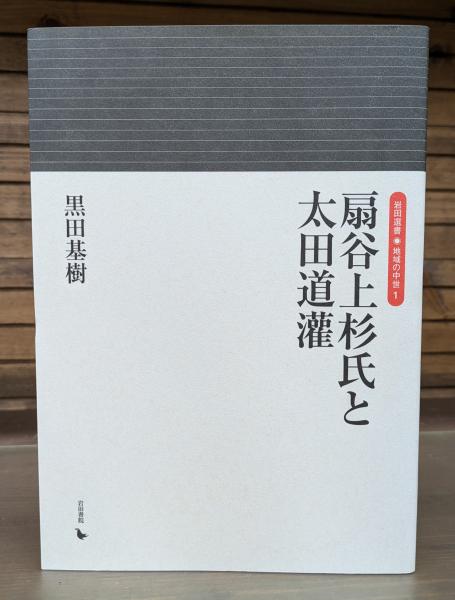 岩田選書◉地域の中世1
扇谷上杉氏と
太田道灌
黒田基樹
岩田書院